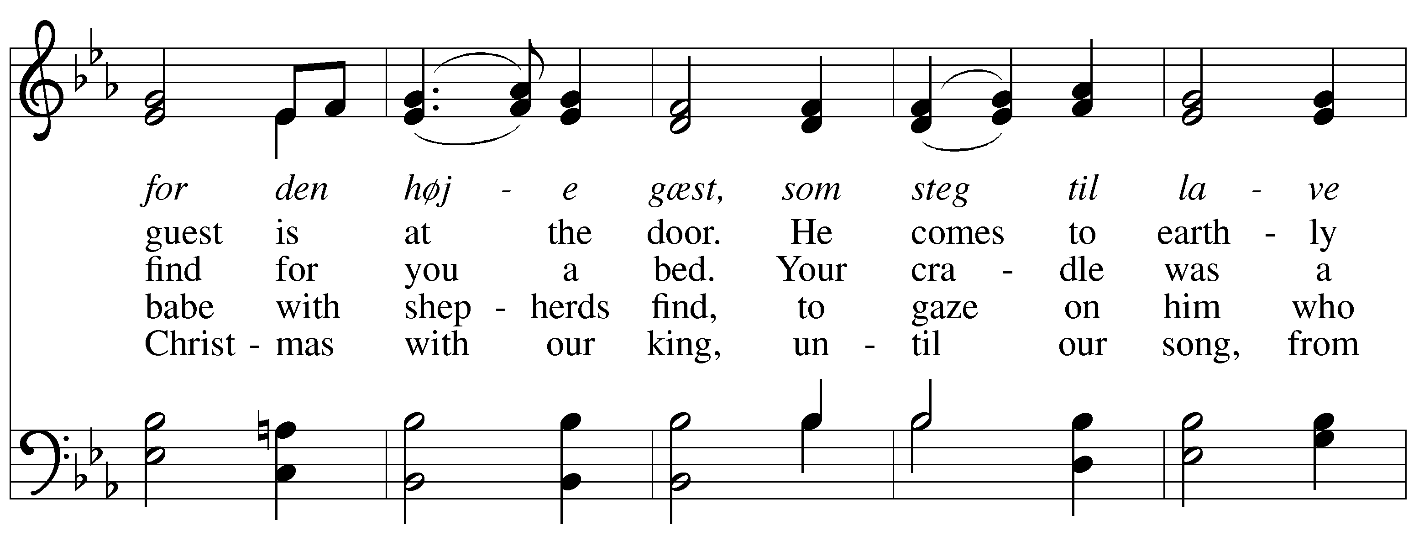 for den høj - e gæst, som steg til la - ve
guest is at the door. He comes to earth - ly
find for you a bed. Your cra - dle was a
babe with shep - herds find, to gaze on him who
Christ - mas with our king, un - til our song, from